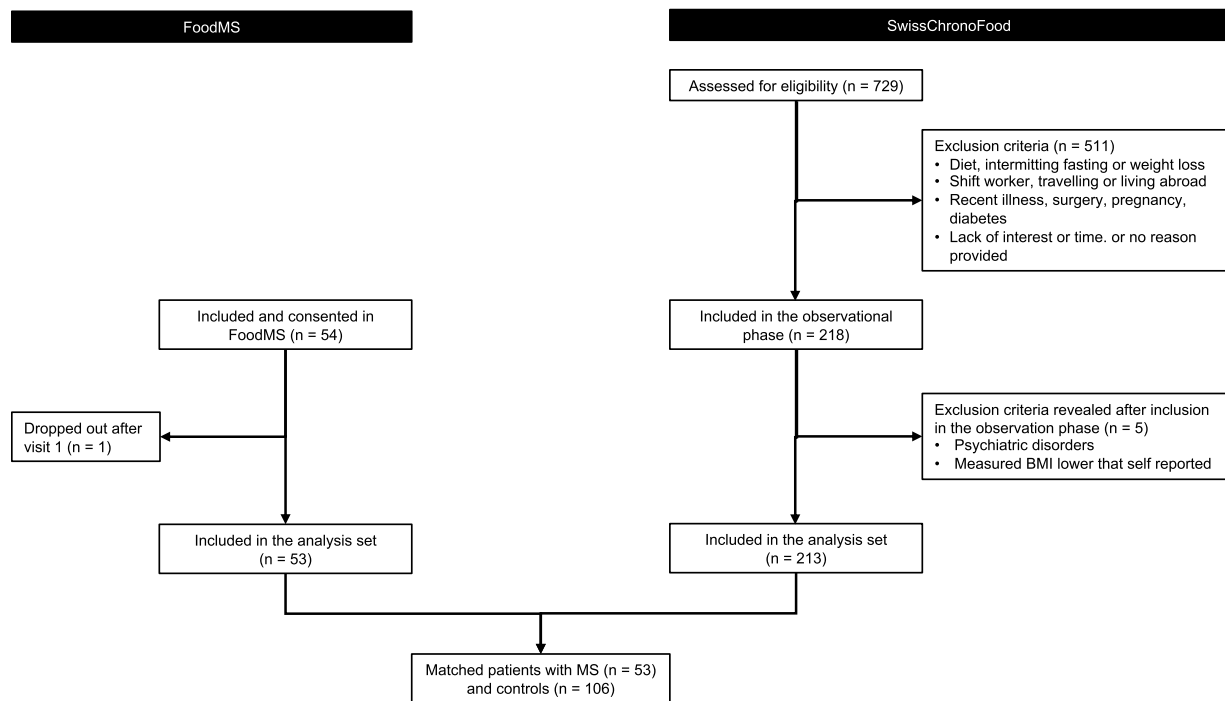 FoodMS
SwissChronoFood
Assessed for eligibility (n = 729)
Exclusion criteria (n = 511)
• Diet, intermitting fasting or weight loss
• Shift worker, travelling or living abroad
• Recent illness, surgery, pregnancy,
diabetes
• Lack of interest or time. or no reason
provided
Included and consented in
FoodMS (n = 54)
Included in the observational
phase (n = 218)
Dropped out after
visit 1 (n = 1)
Exclusion criteria revealed after inclusion
in the observation phase (n = 5)
• Psychiatric disorders
• Measured BMI lower that self reported
Included in the analysis set
(n = 53)
Included in the analysis set
(n = 213)
Matched patients with MS (n = 53)
and controls (n = 106)